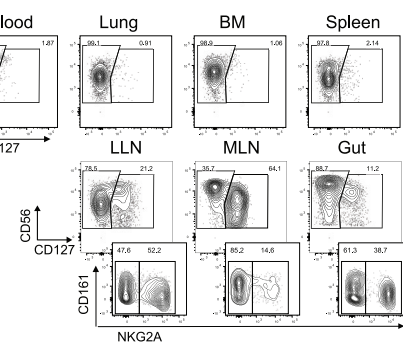 lood Lung BM Spleen
1.87 99.1 0.91 98.9 1.06 97.8 2.14
127
LLN MLN Gut
78,5 21,2 35,7 64,1 88,7 11,2
CD56
CD127
47,6 52,2 85,2 14,6 61,3 38,7
CD161
NKG2A